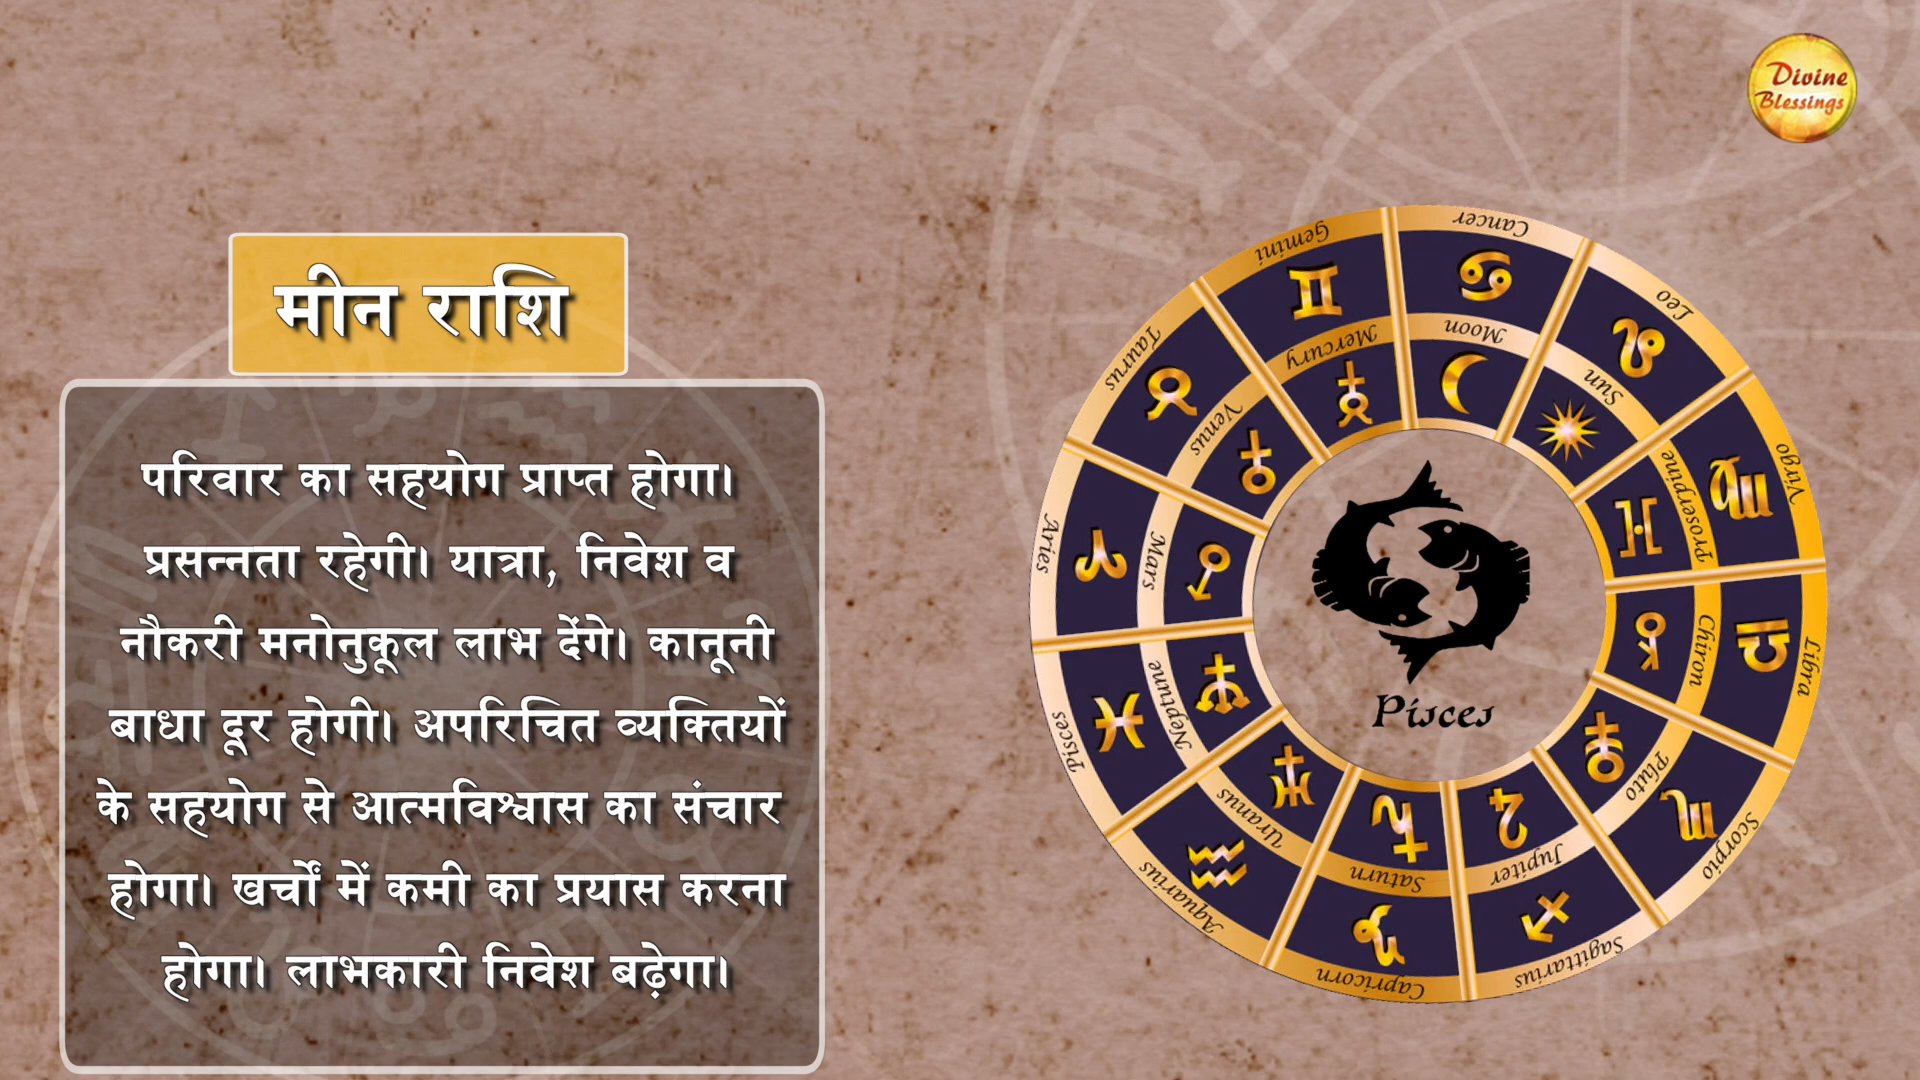 Divine
Blessings
मीन राशि
परिवार का सहयोग प्राप्त होगा।
प्रसन्नता रहेगी। यात्रा, निवेश व
नौकरी मनोनुकूल लाभ देंगे। कानूनी
बाधा दूर होगी। अपरिचित व्यक्तियों
के सहयोग से आत्मविश्वास का संचार
होगा। खर्चों में कमी का प्रयास करना
होगा। लाभकारी निवेश बढ़ेगा।
Cancer
Leo
Virgo
Libra
Scorpio
Sagittarius
Capricorn
Aquarius
Pisces
Aries
Taurus
Gemini
Moon
Sun
Proserpine
Chiron
Pluto
Jupiter
Saturn
Uranus
Neptune
Mars
Venus
Mercury
Pisces